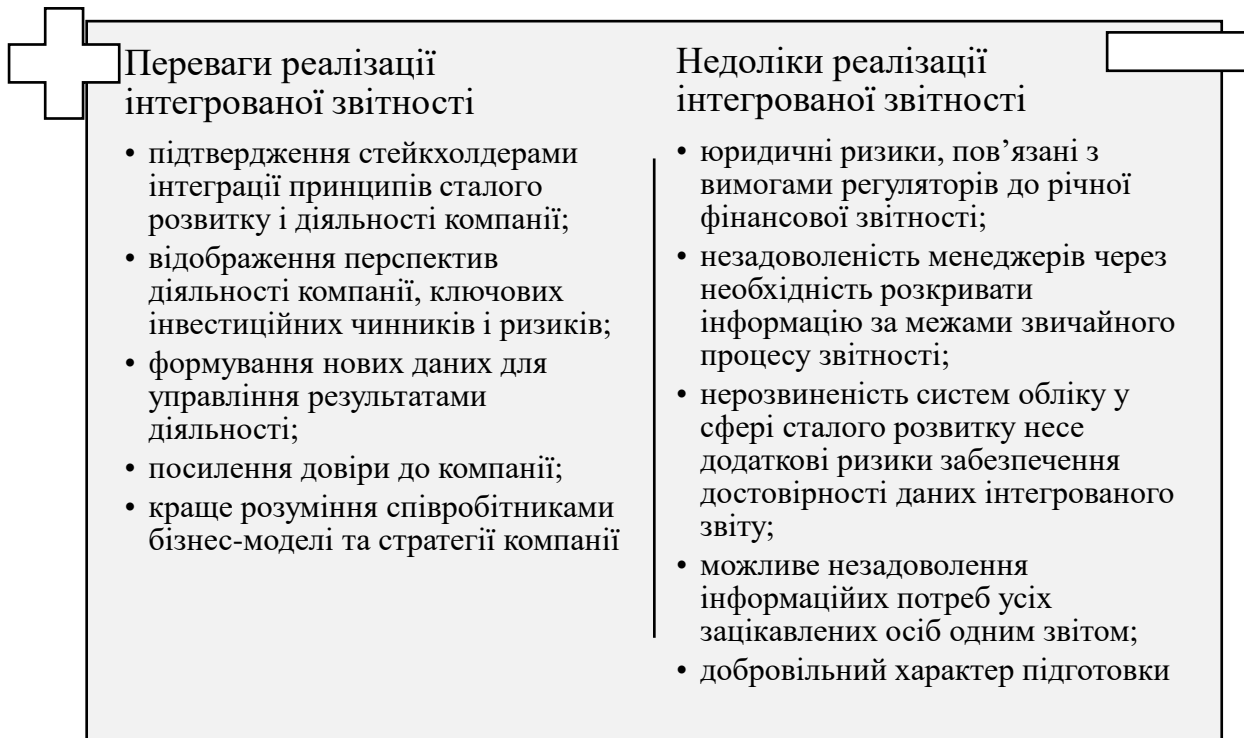 Переваги реалізації
інтегрованої звітності
• підтвердження стейкхолдерами
інтеграції принципів сталого
розвитку і діяльності компанії;
• відображення перспектив
діяльності компанії, ключових
інвестиційних чинників і ризиків;
• формування нових даних для
управління результатами
діяльності;
• посилення довіри до компанії;
• краще розуміння співробітниками
бізнес-моделі та стратегії компанії
Недоліки реалізації
інтегрованої звітності
• юридичні ризики, пов’язані з
вимогами регуляторів до річної
фінансової звітності;
• незадоволеність менеджерів через
необхідність розкривати
інформацію за межами звичайного
процесу звітності;
• нерозвиненість систем обліку у
сфері сталого розвитку несе
додаткові ризики забезпечення
достовірності даних інтегрованого
звіту;
• можливе незадоволення
інформаційих потреб усіх
зацікавлених осіб одним звітом;
• добровільний характер підготовки